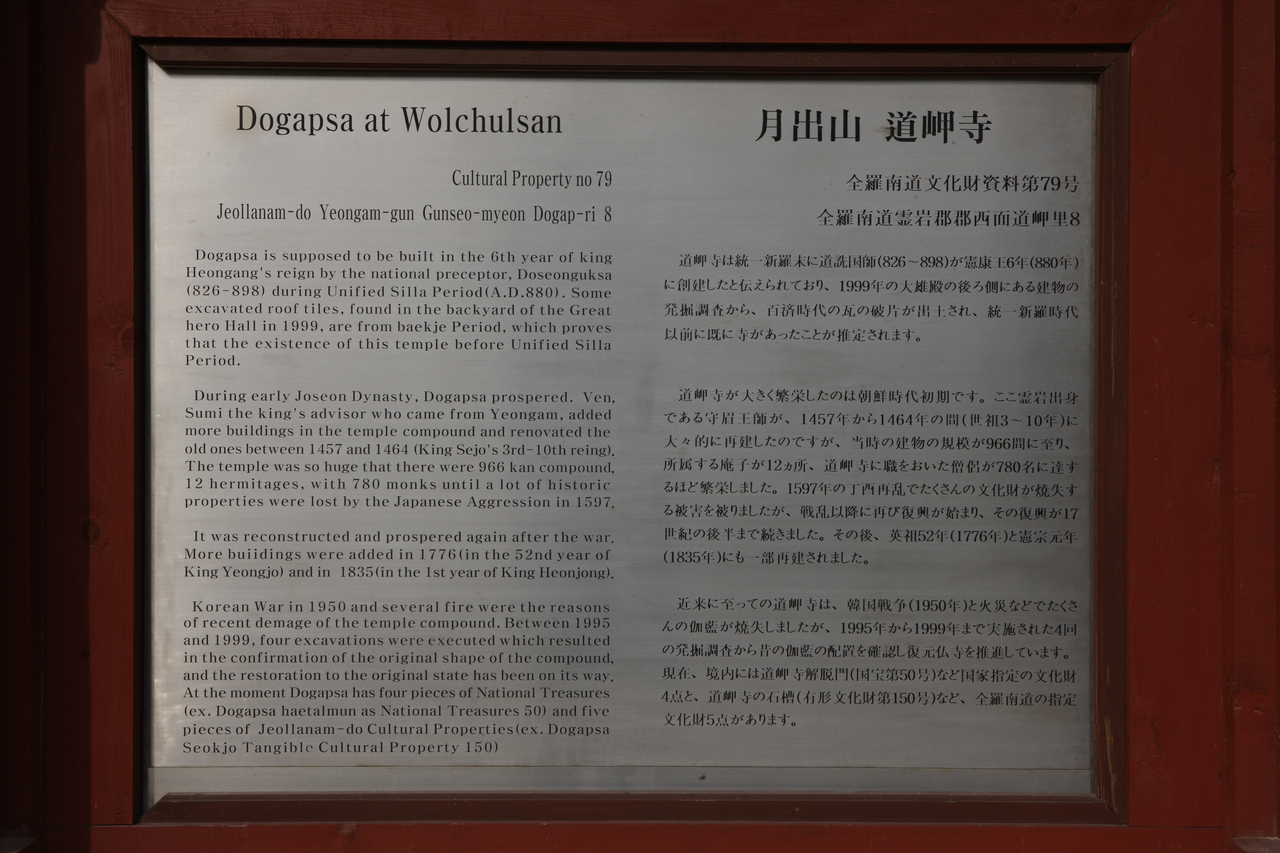 Dogapsa at Wolchulsan
Cultural Property no 79
Jeollanam-do Yeongam-gun Gunseo-myeon Dogap-ri 8
Dogapsa is supposed to be built in the 6th year of king
Heongang's reign by the national preceptor, Doseonguksa
(826-898) during Unified Silla Period(A.D.880). Some
excavated roof tiles, found in the backyard of the Great
hero Hall in 1999, are from baekje Period, which proves
that the existence of this temple before Unified Silla
Period.
During early Joseon Dynasty, Dogapsa prospered. Ven,
Sumi the king's advisor who came from Yeongam, added
more buildings in the temple compound and renovated the
old ones between 1457 and 1464 (King Sejo's 3rd-10th reing).
The temple was so huge that there were 966 kan compound,
12 hermitages, with 780 monks until a lot of historic
properties were lost by the Japanese Aggression in 1597.
It was reconstructed and prospered again after the war.
More buiidings were added in 1776(in the 52nd year of
King Yeongjo) and in 1835(in the 1st year of King Heonjong).
Korean War in 1950 and several fire were the reasons
of recent demage of the temple compound. Between 1995
and 1999, four excavations were executed which resulted
in the confirmation of the original shape of the compound,
and the restoration to the original state has been on its way.
At the moment Dogapsa has four pieces of National Treasures
(ex. Dogapsa haetalmun as National Treasures 50) and five
pieces of Jeollanam-do Cultural Properties(ex. Dogapsa
Seokjo Tangible Cultural Property 150)
月出山 道岬寺
全羅南道文化財資料第79号
全羅南道霊岩郡郡西面道岬里8
道岬寺は統一新羅末に道詵国師(826~898)が憲康王6年(880年)
に創建したと伝えられており、1999年の大雄殿の後ろ側にある建物の
発掘調査から、百済時代の瓦の破片が出土され、統一新羅時代
以前に既に寺があったことが推定されます。
道岬寺が大きく繁栄したのは朝鮮時代初期です。ここ霊岩出身
である守眉王師が、1457年から1464年の間(世祖3~10年)に
大々的に再建したのですが、当時の建物の規模が966間に至り、
所属する庵子が12ヵ所、道岬寺に職をおいた僧侶が780名に達す
るほど繁栄しました。1597年の丁酉再乱でたくさんの文化財が焼失す
る被害を被りましたが、戦乱以降に再び復興が始まり、その復興が17
世紀の後半まで続きました。その後、英祖52年(1776年)と憲宗元年
(1835年)にも一部再建されました。
近来に至っての道岬寺は、韓国戦争(1950年)と火災などでたくさ
んの伽藍が焼失しましたが、1995年から1999年まで実施された4回
の発掘調査から昔の伽藍の配置を確認し復元仏寺を推進しています。
現在、境内には道岬寺解脱門(国宝第50号)など国家指定の文化財
4点と、道岬寺の石槽(有形文化財第150号)など、全羅南道の指定
文化財5点があります。